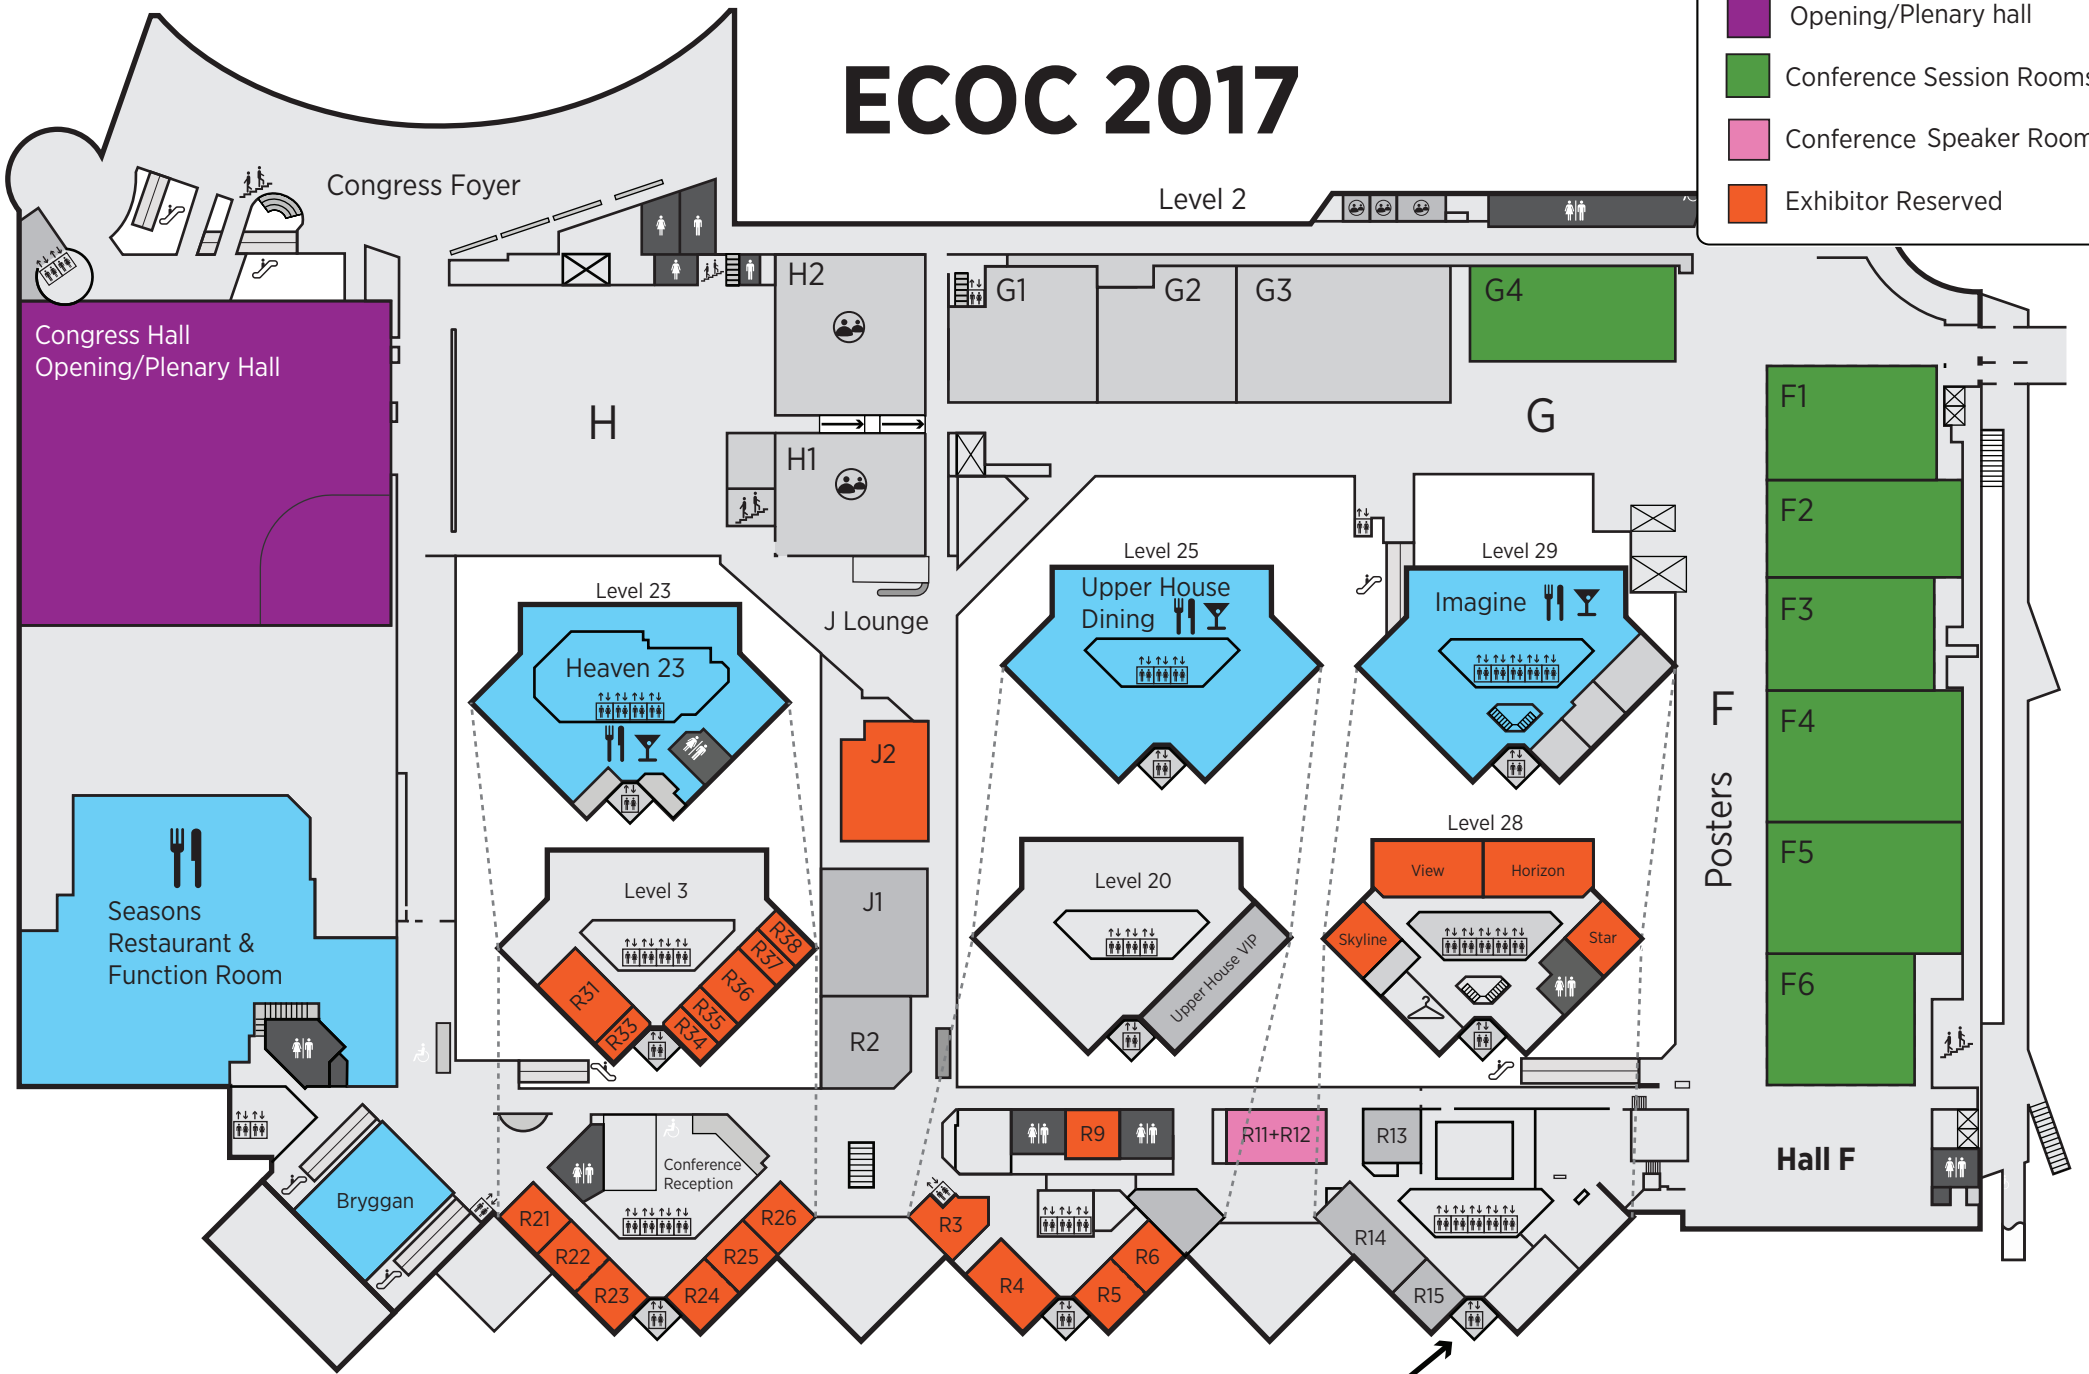 ECOC 2017
Opening/Plenary hall
Conference Session Rooms
Conference Speaker Room
Exhibitor Reserved
Level 2
Congress Foyer
Congress Hall
Opening/Plenary Hall
H
H2
H1
G1
G2
G3
G4
G
F1
F2
F3
F4
F5
F6
F
Posters
Hall F
J Lounge
J2
J1
R2
Level 23
Heaven 23
Level 25
Upper House
Dining
Level 29
Imagine
Level 3
R31
R33
R34
R35
R36
R37
R38
Level 20
Upper House VIP
Level 28
View
Horizon
Skyline
Star
Seasons
Restaurant &
Function Room
Bryggan
Conference
Reception
R21
R22
R23
R24
R25
R26
R9
R11+R12
R13
R3
R4
R5
R6
R14
R15